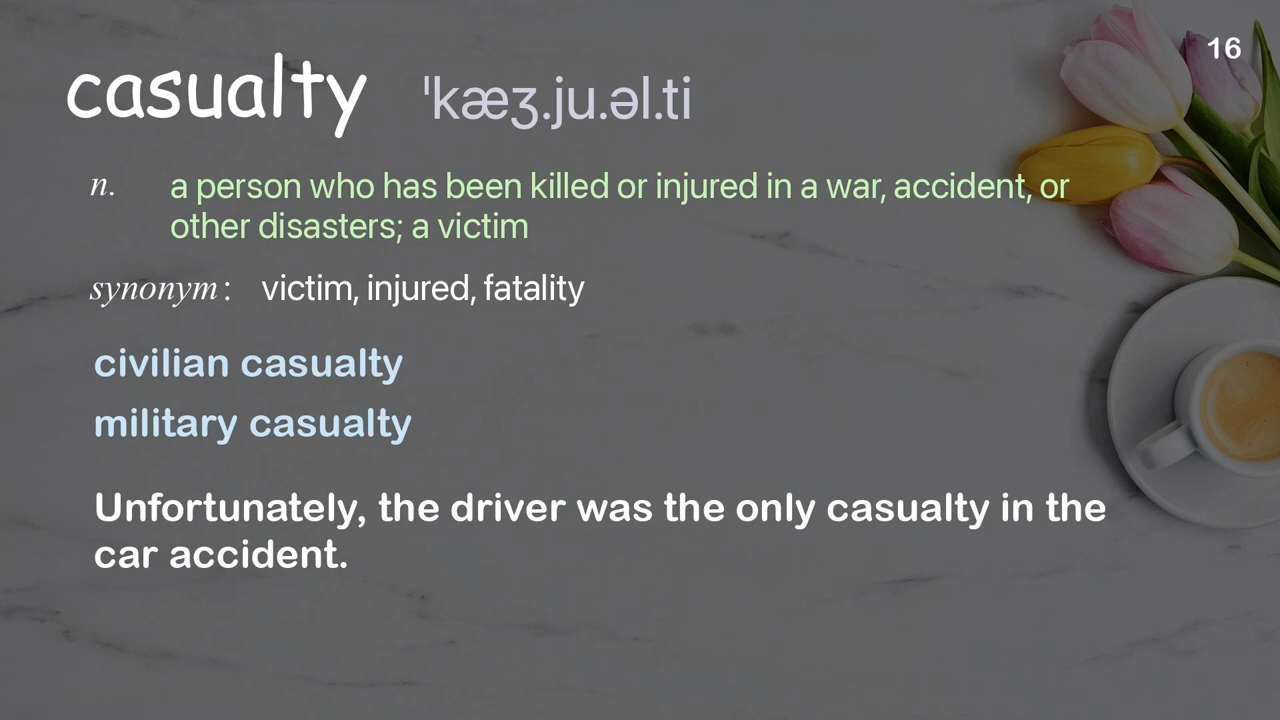 16
casualty ˈkæʒ.ju.əl.ti
n. a person who has been killed or injured in a war, accident, or
other disasters; a victim
synonym : victim, injured, fatality
civilian casualty
military casualty
Unfortunately, the driver was the only casualty in the
car accident.